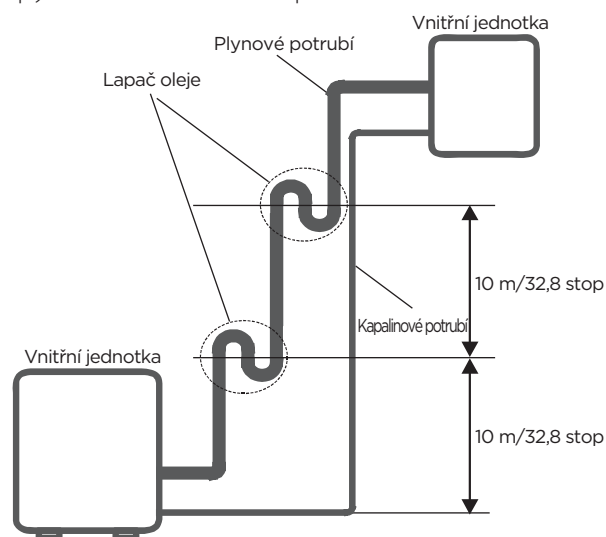 Vnitřní jednotka
Plynové potrubí
Lapač oleje
10 m/32,8 stop
Kapalinové potrubí
Vnitřní jednotka
10 m/32,8 stop